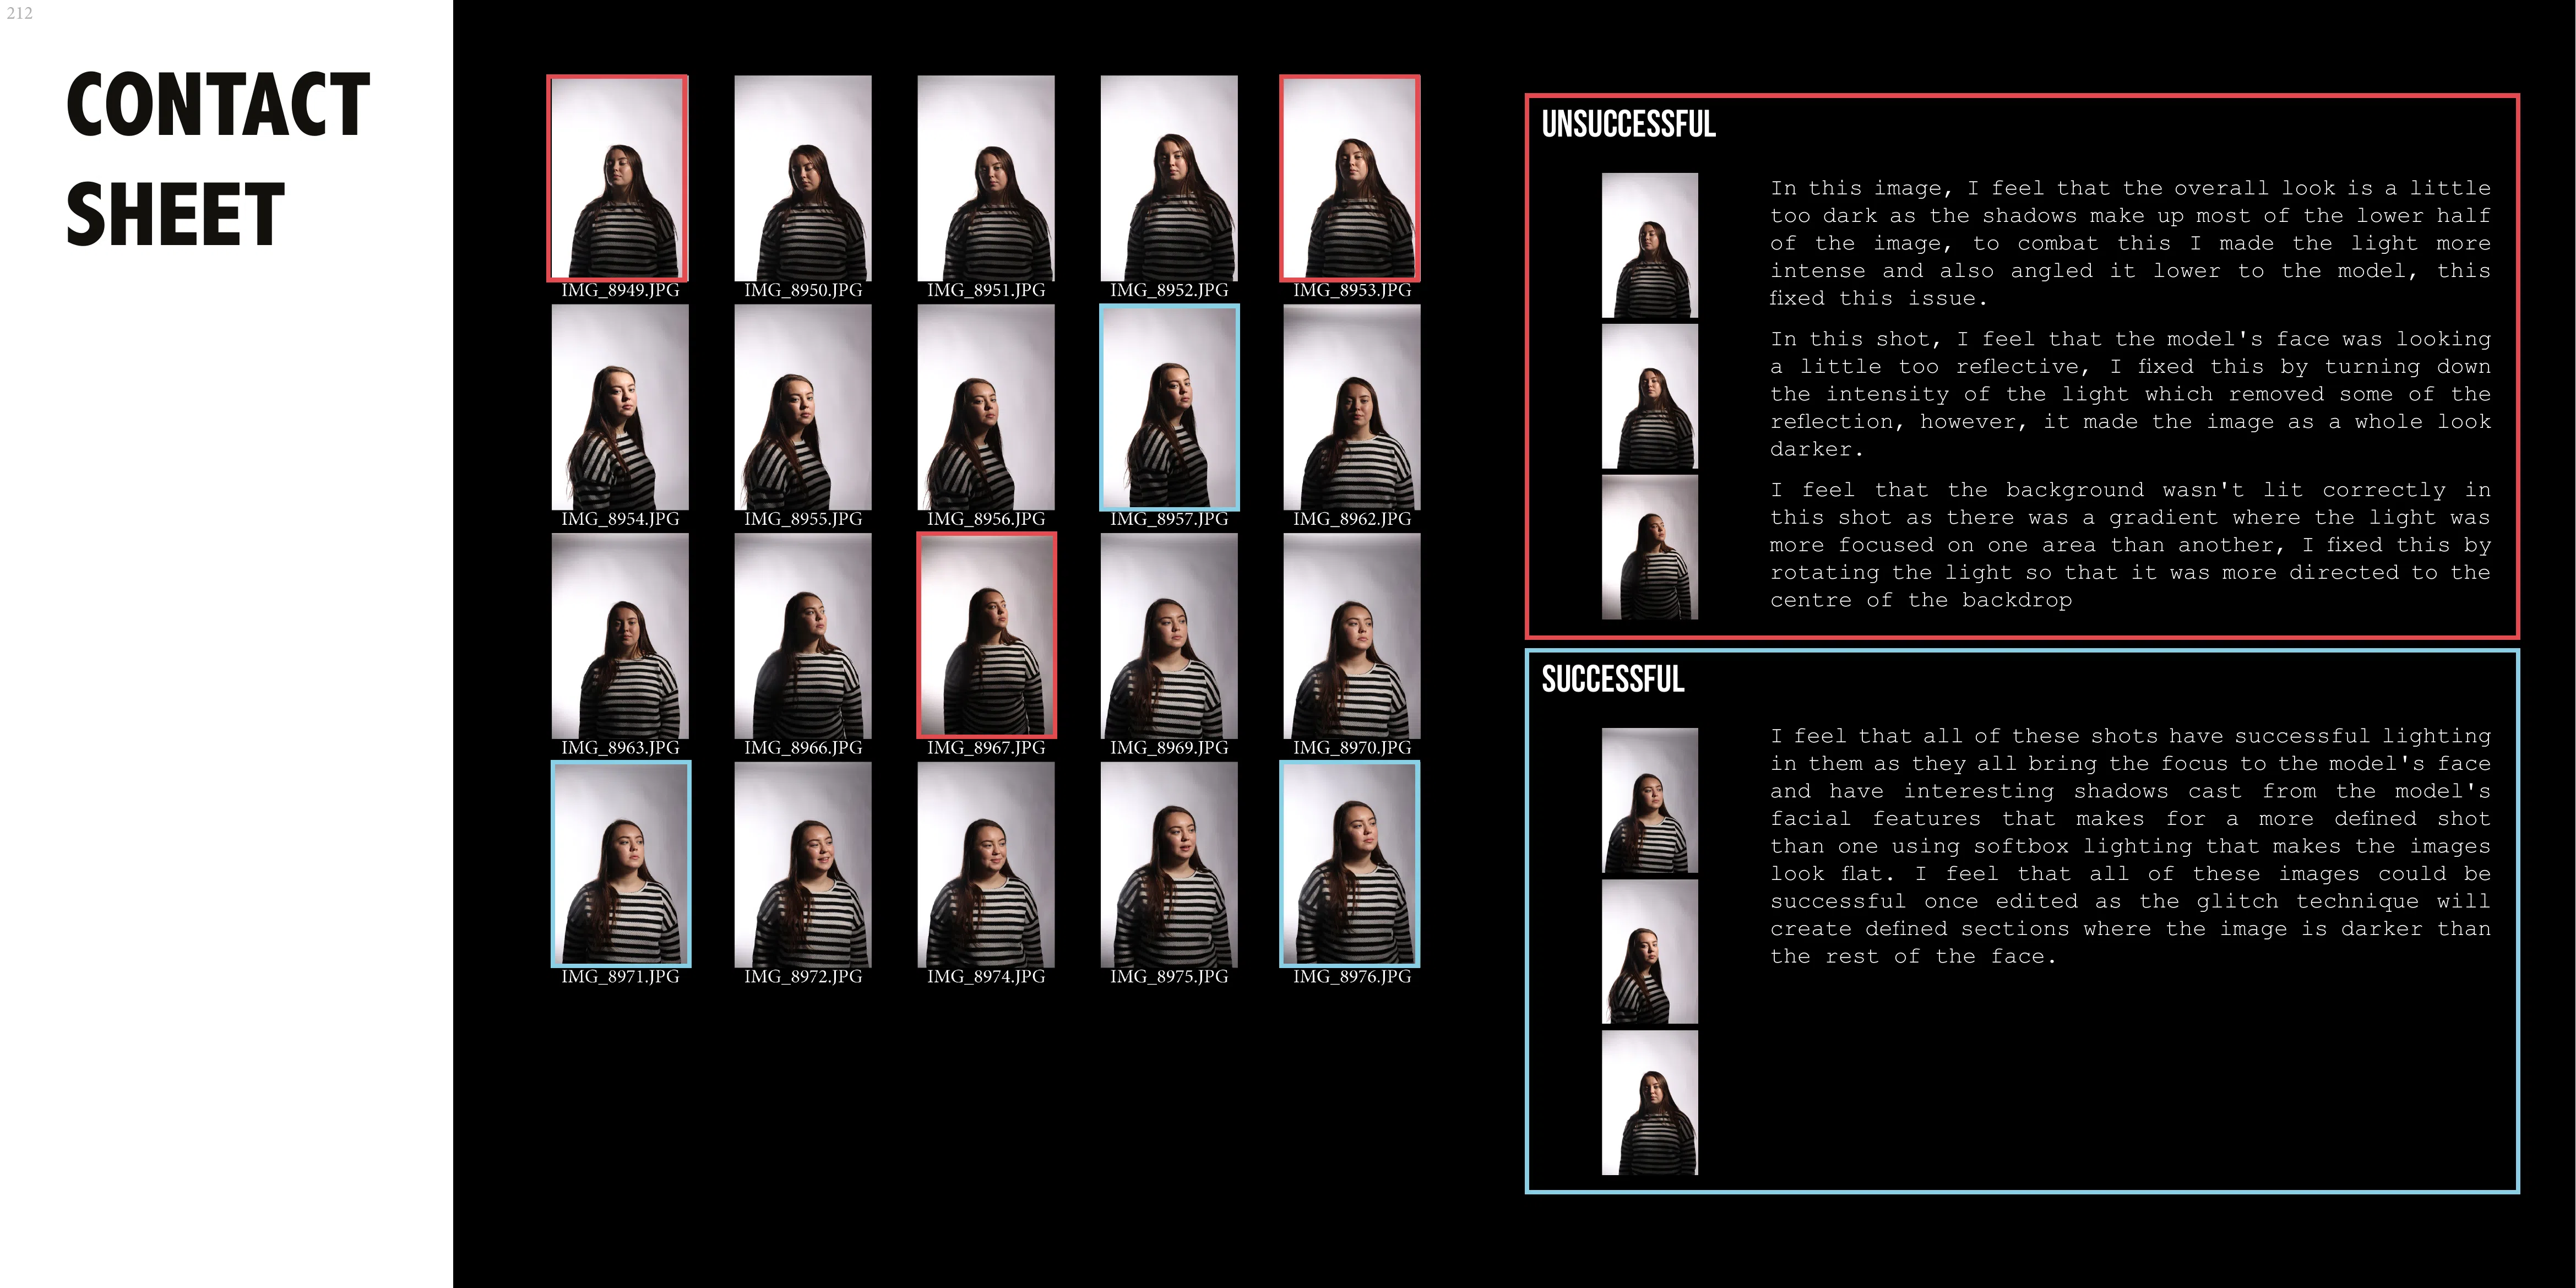 212
CONTACT
SHEET
IMG_8949.JPG
IMG_8950.JPG
IMG_8951.JPG
IMG_8952.JPG
IMG_8953.JPG
IMG_8954.JPG
IMG_8955.JPG
IMG_8956.JPG
IMG_8957.JPG
IMG_8962.JPG
IMG_8963.JPG
IMG_8966.JPG
IMG_8967.JPG
IMG_8969.JPG
IMG_8970.JPG
IMG_8971.JPG
IMG_8972.JPG
IMG_8974.JPG
IMG_8975.JPG
IMG_8976.JPG
UNSUCCESSFUL
In this image, I feel that the overall look is a little
too dark as the shadows make up most of the lower half
of the image, to combat this I made the light more
intense and also angled it lower to the model, this
fixed this issue.
In this shot, I feel that the model's face was looking
a little too reflective, I fixed this by turning down
the intensity of the light which removed some of the
reflection, however, it made the image as a whole look
darker.
I feel that the background wasn't lit correctly in
this shot as there was a gradient where the light was
more focused on one area than another, I fixed this by
rotating the light so that it was more directed to the
centre of the backdrop
SUCCESSFUL
I feel that all of these shots have successful lighting
in them as they all bring the focus to the model's face
and have interesting shadows cast from the model's
facial features that makes for a more defined shot
than one using softbox lighting that makes the images
look flat. I feel that all of these images could be
successful once edited as the glitch technique will
create defined sections where the image is darker than
the rest of the face.